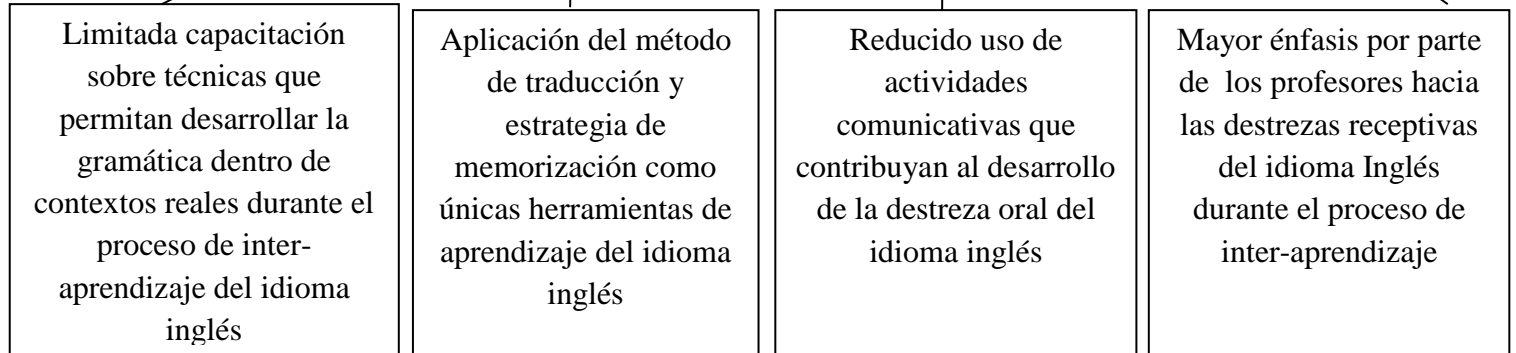 Limitada capacitación
sobre técnicas que
permitan desarrollar la
gramática dentro de
contextos reales durante el
proceso de inter-
aprendizaje del idioma
inglés
Aplicación del método
de traducción y
estrategia de
memorización como
únicas herramientas de
aprendizaje del idioma
inglés
Reducido uso de
actividades
comunicativas que
contribuyan al desarrollo
de la destreza oral del
idioma inglés
Mayor énfasis por parte
de los profesores hacia
las destrezas receptivas
del idioma Inglés
durante el proceso de
inter-aprendizaje